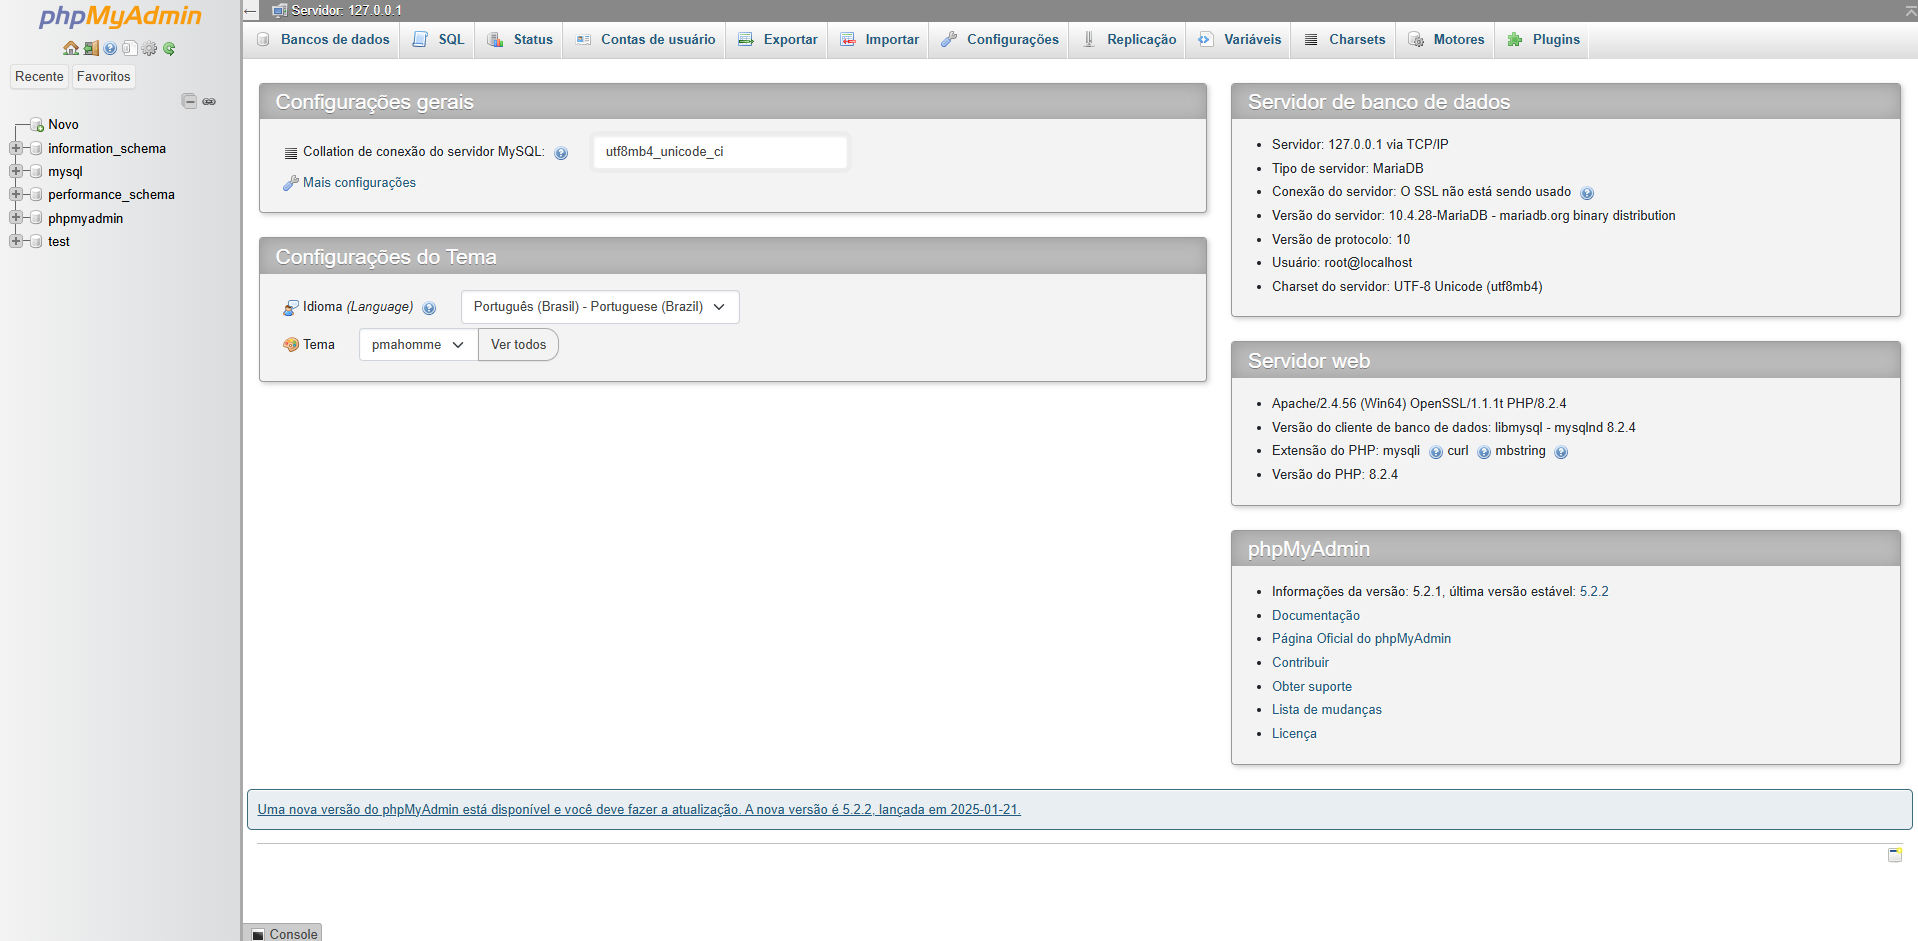 phpMyAdmin
Recente Favoritos
Novo
information_schema
mysql
performance_schema
phpmyadmin
test
Servidor: 127.0.0.1
Bancos de dados SQL Status Contas de usuário Exportar Importar Configurações Replicação Variáveis Charsets Motores Plugins
Configurações gerais
Collation de conexão do servidor MySQL: utf8mb4_unicode_ci
Mais configurações
Configurações do Tema
Idioma (Language) Português (Brasil) - Portuguese (Brazil)
Tema pmahomme Ver todos
Servidor de banco de dados
Servidor: 127.0.0.1 via TCP/IP
Tipo de servidor: MariaDB
Conexão do servidor: O SSL não está sendo usado
Versão do servidor: 10.4.28-MariaDB - mariadb.org binary distribution
Versão de protocolo: 10
Usuário: root@localhost
Charset do servidor: UTF-8 Unicode (utf8mb4)
Servidor web
Apache/2.4.56 (Win64) OpenSSL/1.1.1t PHP/8.2.4
Versão do cliente de banco de dados: libmysql - mysqlnd 8.2.4
Extensão do PHP: mysqli curl mbstring
Versão do PHP: 8.2.4
phpMyAdmin
Informações da versão: 5.2.1, última versão estável: 5.2.2
Documentação
Página Oficial do phpMyAdmin
Contribuir
Obter suporte
Lista de mudanças
Licença
Uma nova versão do phpMyAdmin está disponível e você deve fazer a atualização. A nova versão é 5.2.2, lançada em 2025-01-21.
Console